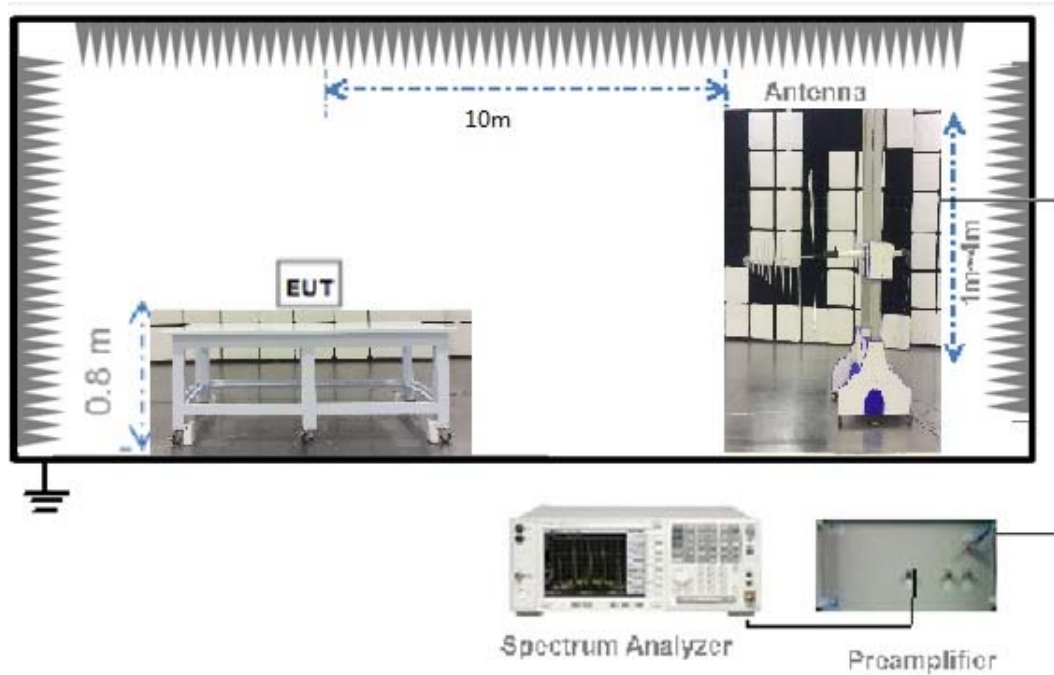 Antenna
10m
1m-4m
EUT
0.8 m
Spectrum Analyzer
Preamplifier